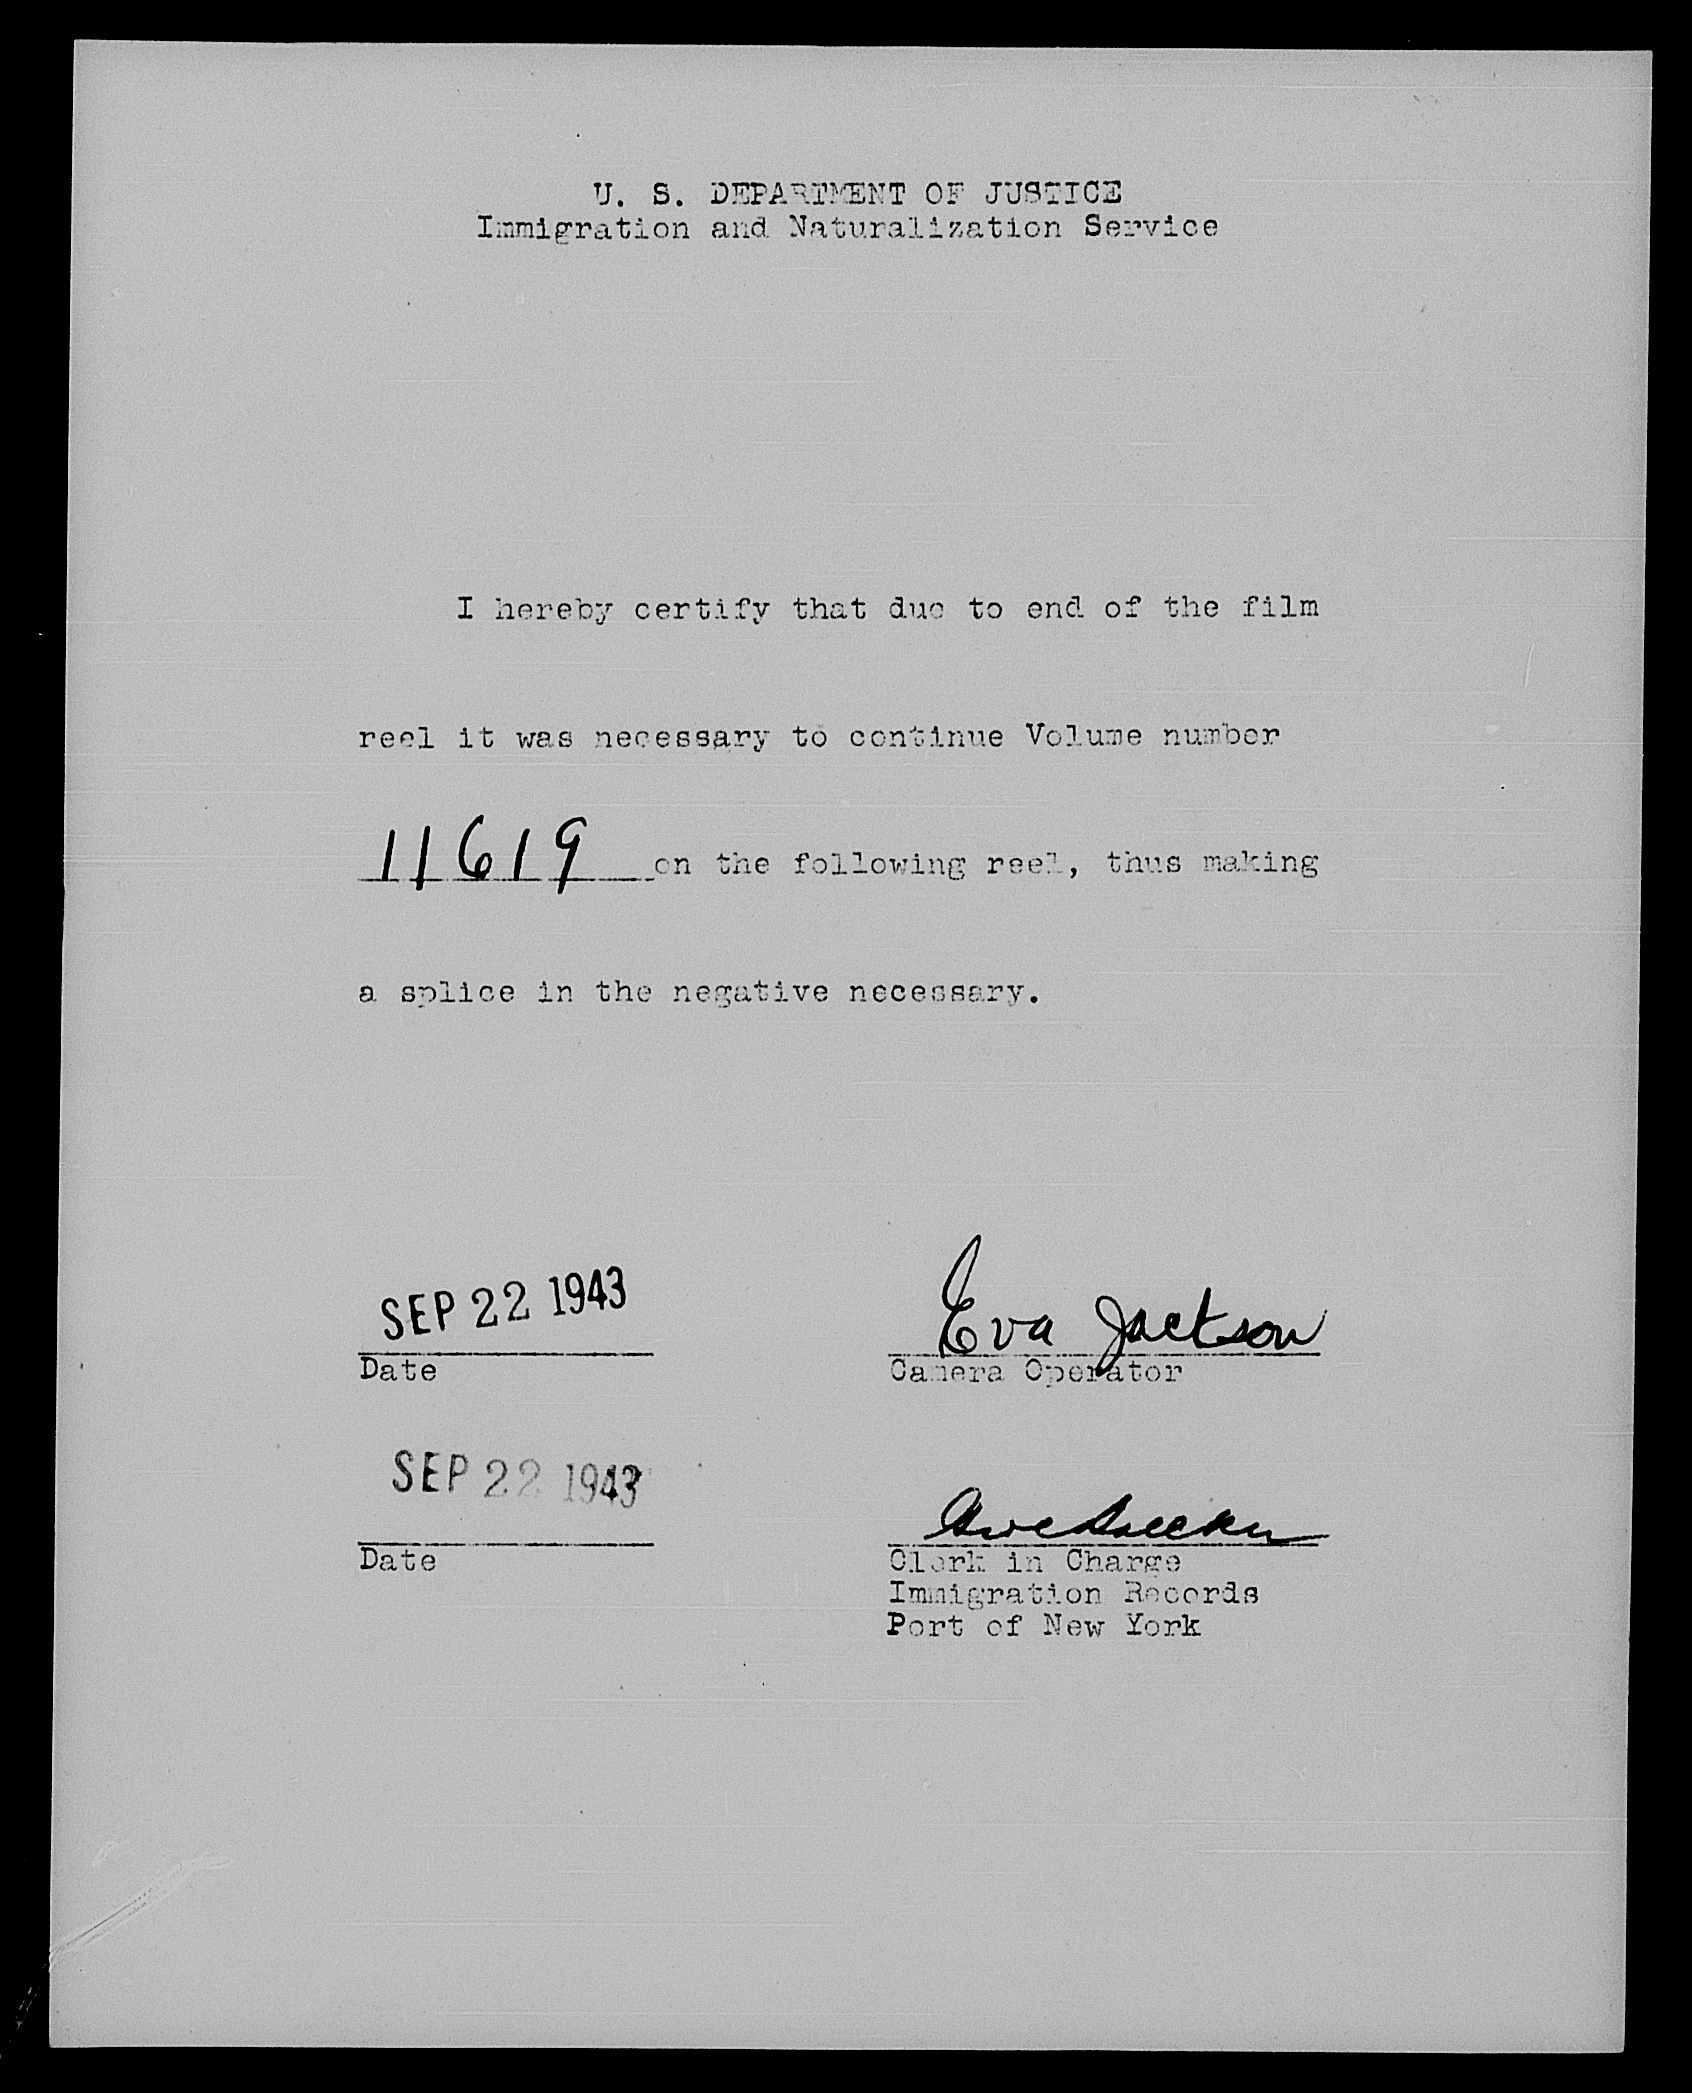 U. S. DEPARTMENT OF JUSTICE
Immigration and Naturalization Service
I hereby certify that due to end of the film
reel it was necessary to continue Volume number
11619 on the following reel, thus making
a splice in the negative necessary.
SEP 22 1943 Eva Jackson
Date Camera Operator
SEP 22 1943
Date Clerk in Charge
Immigration Records
Port of New York